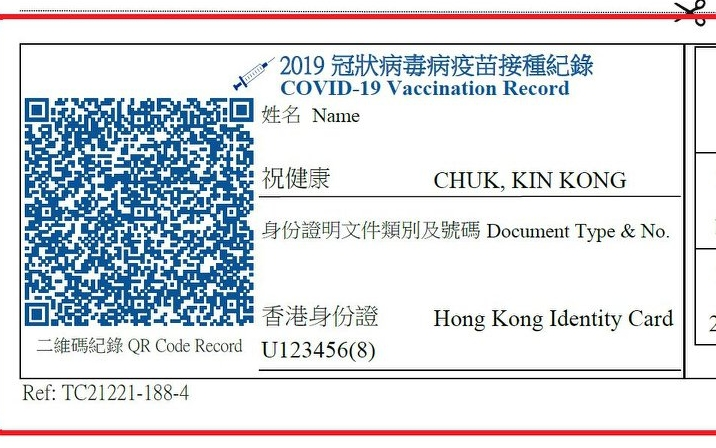 2019 冠狀病毒病疫苗接種紀錄
COVID-19 Vaccination Record
姓名 Name
祝健康 CHUK, KIN KONG
身份證明文件類別及號碼 Document Type & No.
香港身份證 Hong Kong Identity Card
U123456(8)
二維碼紀錄 QR Code Record
Ref: TC21221-188-4